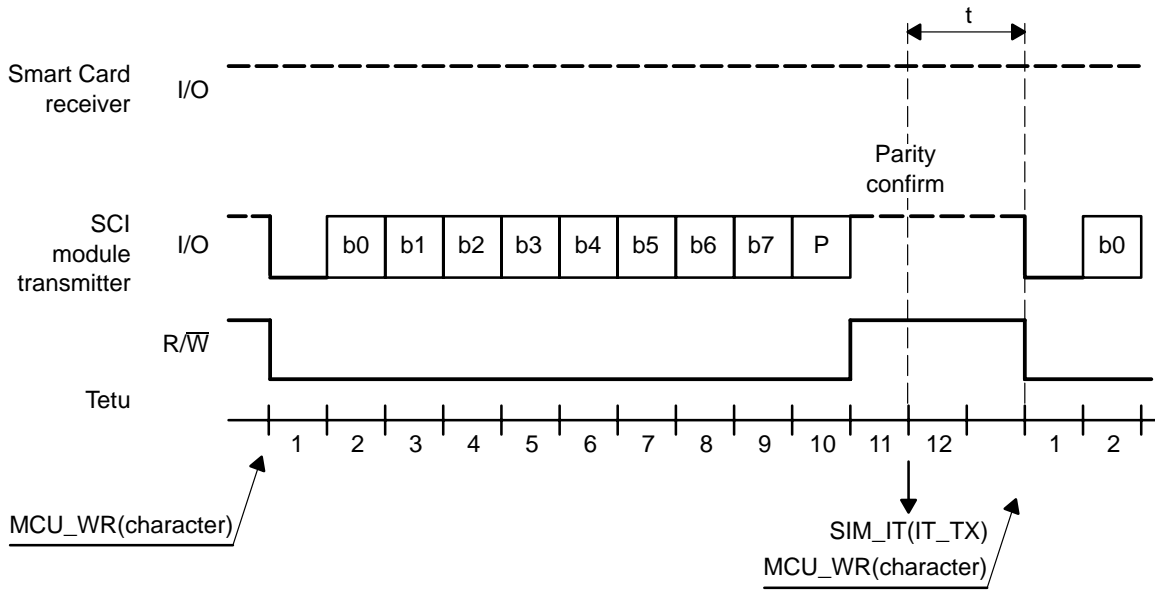 t
Smart Card
receiver
I/O
Parity
confirm
SCI
module
transmitter
I/O
b0 b1 b2 b3 b4 b5 b6 b7 P b0
R/W̅
Tetu
1 2 3 4 5 6 7 8 9 10 11 12 1 2
MCU_WR(character)
SIM_IT(IT_TX)
MCU_WR(character)